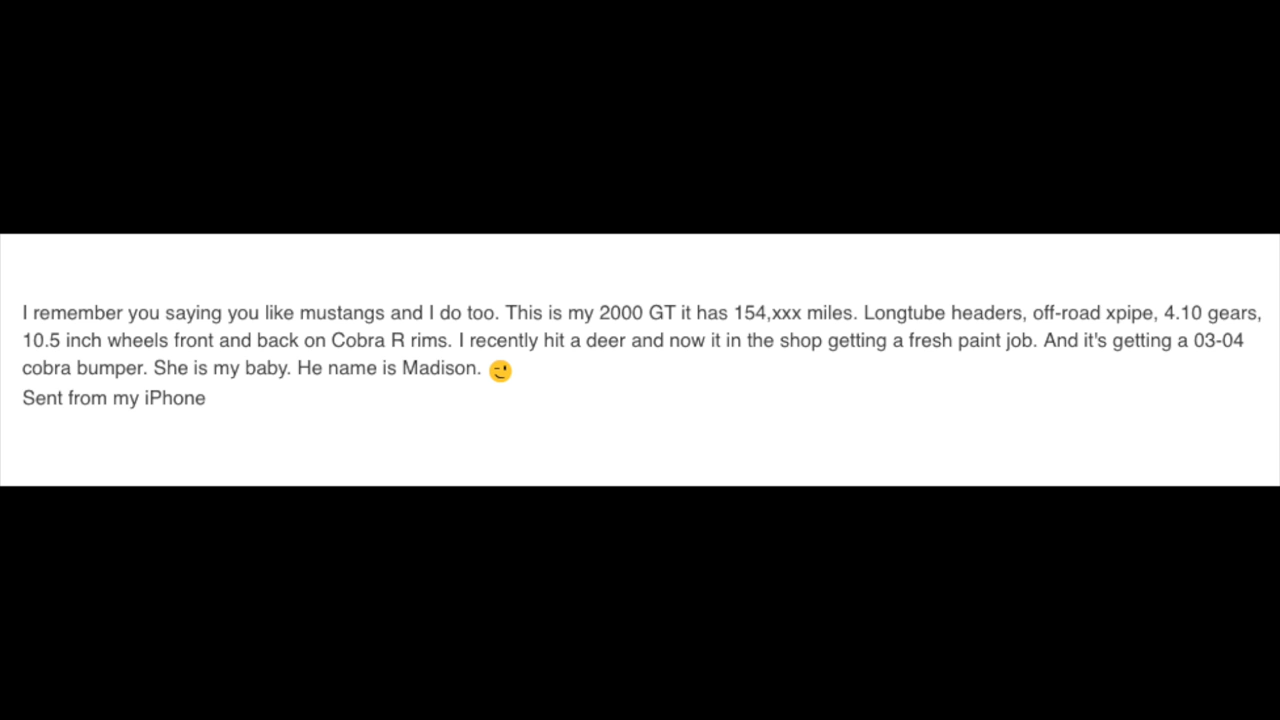 I remember you saying you like mustangs and I do too. This is my 2000 GT it has 154,xxx miles. Longtube headers, off-road xpipe, 4.10 gears,
10.5 inch wheels front and back on Cobra R rims. I recently hit a deer and now it in the shop getting a fresh paint job. And it's getting a 03-04
cobra bumper. She is my baby. He name is Madison. 😉
Sent from my iPhone